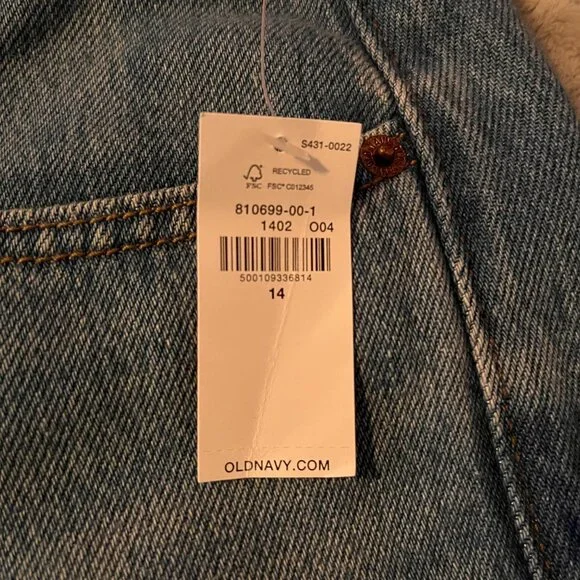 S431-0022
RECYCLED
FSC FSC® C012345
810699-00-1
1402 O04
500109336814
14
OLDNAVY.COM